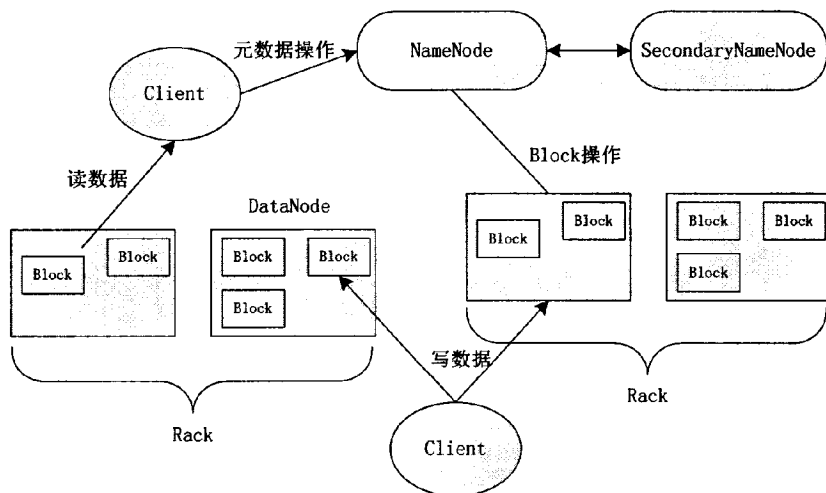 元数据操作
NameNode
SecondaryNameNode
Client
Block操作
读数据
DataNode
Block
Block
Block
Block
Block
Block
Block
Block
Block
Block
写数据
Rack
Client
Rack